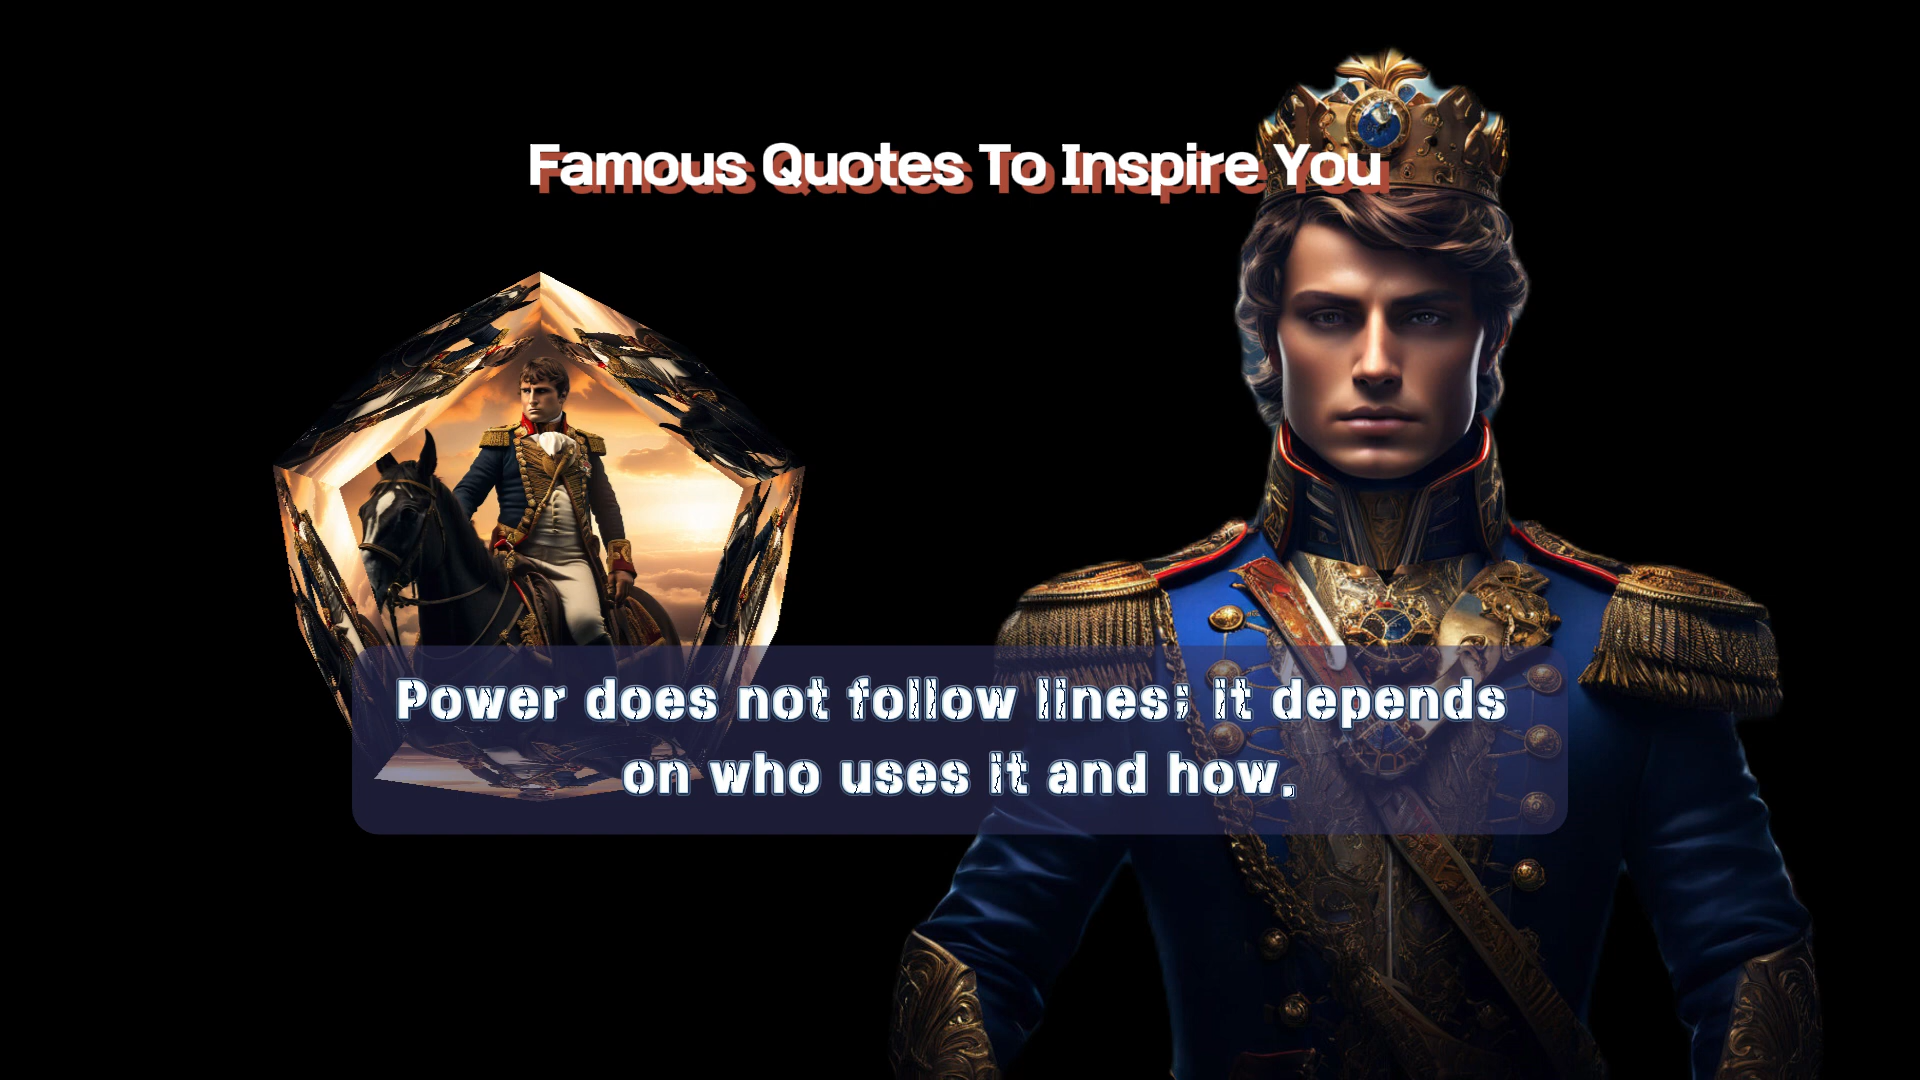 Famous Quotes To Inspire You
Power does not follow lines; it depends
on who uses it and how.